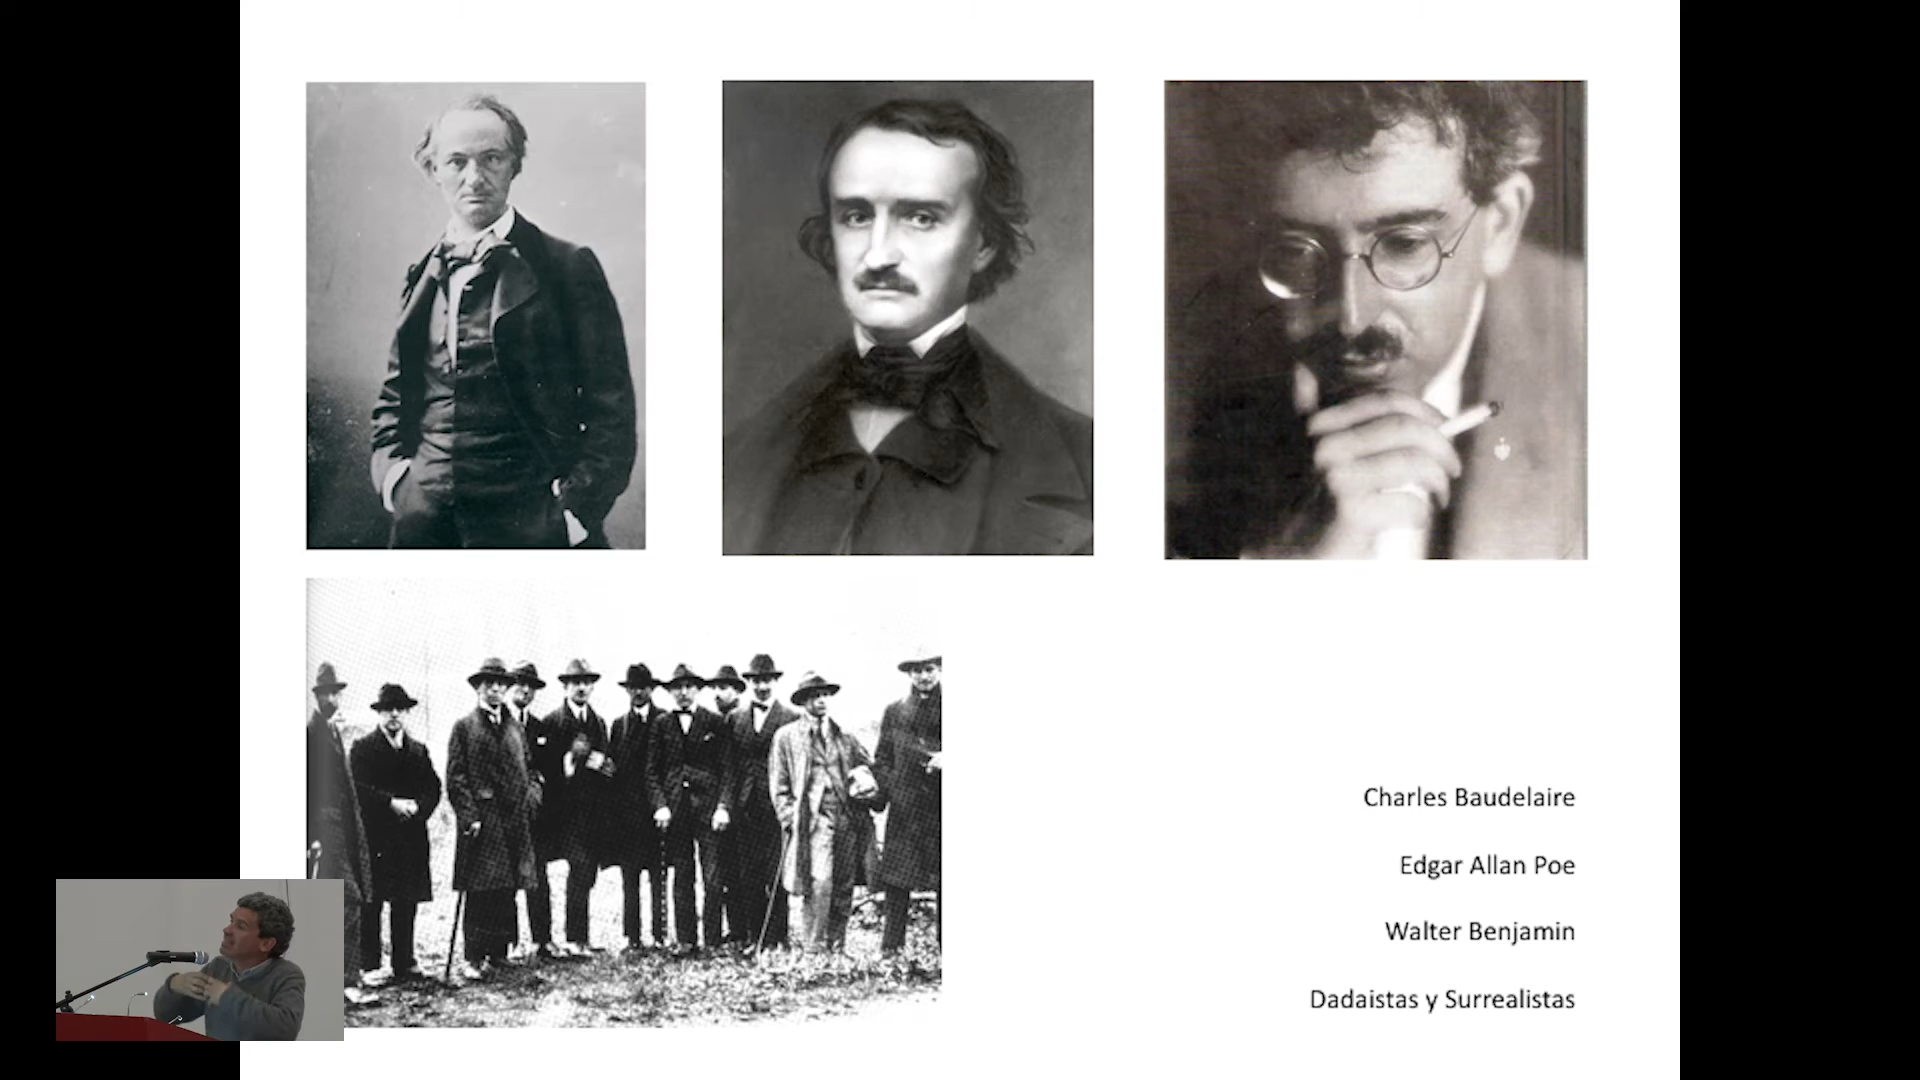 Charles Baudelaire
Edgar Allan Poe
Walter Benjamin
Dadaistas y Surrealistas